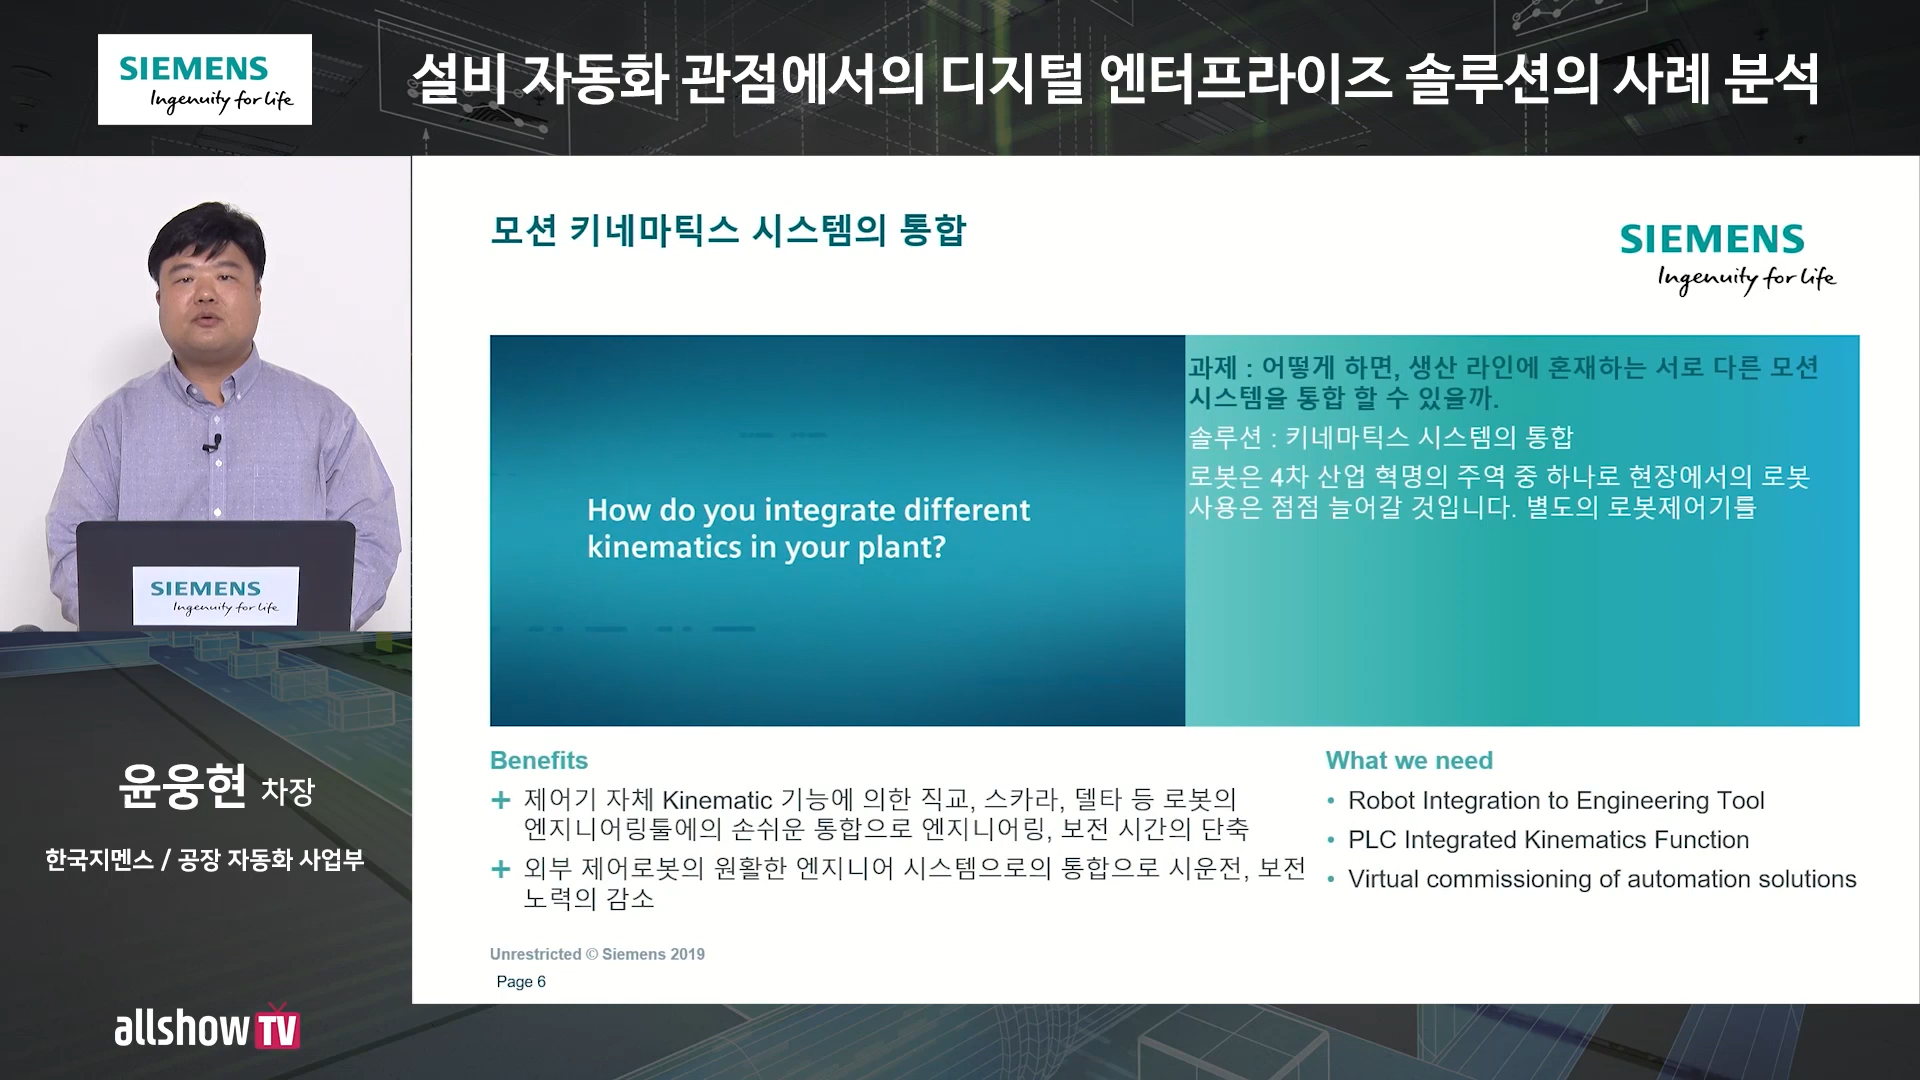 SIEMENS
Ingenuity for life
설비 자동화 관점에서의 디지털 엔터프라이즈 솔루션의 사례 분석
모션 키네마틱스 시스템의 통합
SIEMENS
Ingenuity for life
How do you integrate different
kinematics in your plant?
과제 : 어떻게 하면, 생산 라인에 혼재하는 서로 다른 모션
시스템을 통합 할 수 있을까.
솔루션 : 키네마틱스 시스템의 통합
로봇은 4차 산업 혁명의 주역 중 하나로 현장에서의 로봇
사용은 점점 늘어갈 것입니다. 별도의 로봇제어기를
SIEMENS
Ingenuity for life
Benefits
+ 제어기 자체 Kinematic 기능에 의한 직교, 스카라, 델타 등 로봇의
엔지니어링툴에의 손쉬운 통합으로 엔지니어링, 보전 시간의 단축
+ 외부 제어로봇의 원활한 엔지니어 시스템으로의 통합으로 시운전, 보전
노력의 감소
What we need
• Robot Integration to Engineering Tool
• PLC Integrated Kinematics Function
• Virtual commissioning of automation solutions
Unrestricted © Siemens 2019
Page 6
윤웅현 차장
한국지멘스 / 공장 자동화 사업부
allshow TV